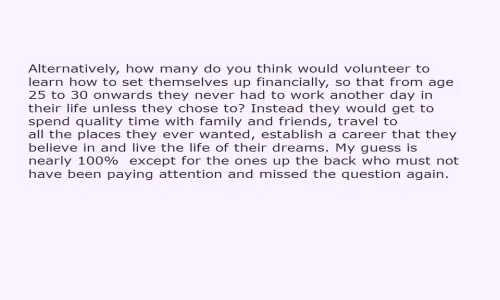 Alternatively, how many do you think would volunteer to
learn how to set themselves up financially, so that from age
25 to 30 onwards they never had to work another day in
their life unless they chose to? Instead they would get to
spend quality time with family and friends, travel to
all the places they ever wanted, establish a career that they
believe in and live the life of their dreams. My guess is
nearly 100%  except for the ones up the back who must not
have been paying attention and missed the question again.